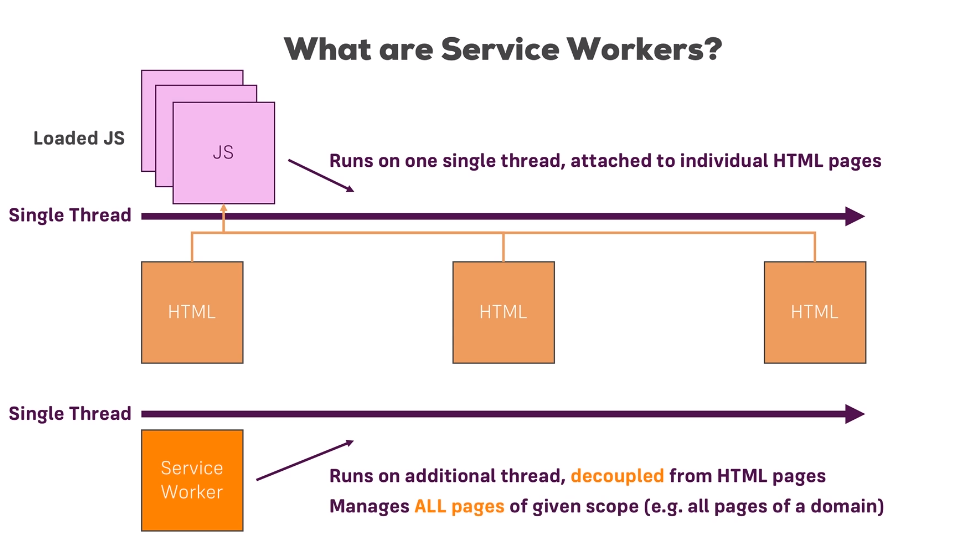 What are Service Workers?
Loaded JS
JS
Runs on one single thread, attached to individual HTML pages
Single Thread
HTML
HTML
HTML
Single Thread
Service
Worker
Runs on additional thread, decoupled from HTML pages
Manages ALL pages of given scope (e.g. all pages of a domain)